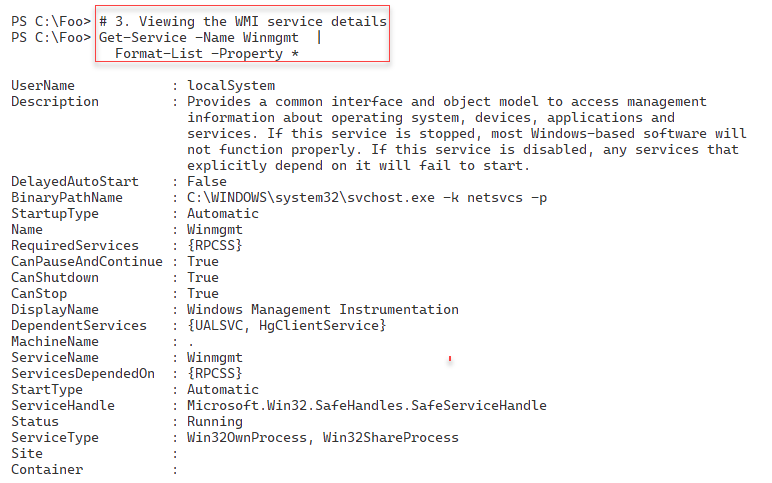 PS C:\Foo> # 3. Viewing the WMI service details
PS C:\Foo> Get-Service -Name Winmgmt  |
             Format-List -Property *

UserName            : localSystem
Description         : Provides a common interface and object model to access management
                      information about operating system, devices, applications and
                      services. If this service is stopped, most Windows-based software will
                      not function properly. If this service is disabled, any services that
                      explicitly depend on it will fail to start.
DelayedAutoStart    : False
BinaryPathName      : C:\WINDOWS\system32\svchost.exe -k netsvcs -p
StartupType         : Automatic
Name                : Winmgmt
RequiredServices    : {RPCSS}
CanPauseAndContinue : True
CanShutdown         : True
CanStop             : True
DisplayName         : Windows Management Instrumentation
DependentServices   : {UALSVC, HgClientService}
MachineName         : .
ServiceName         : Winmgmt
ServicesDependedOn  : {RPCSS}
StartType           : Automatic
ServiceHandle       : Microsoft.Win32.SafeHandles.SafeServiceHandle
Status              : Running
ServiceType         : Win32OwnProcess, Win32ShareProcess
Site                :
Container           :